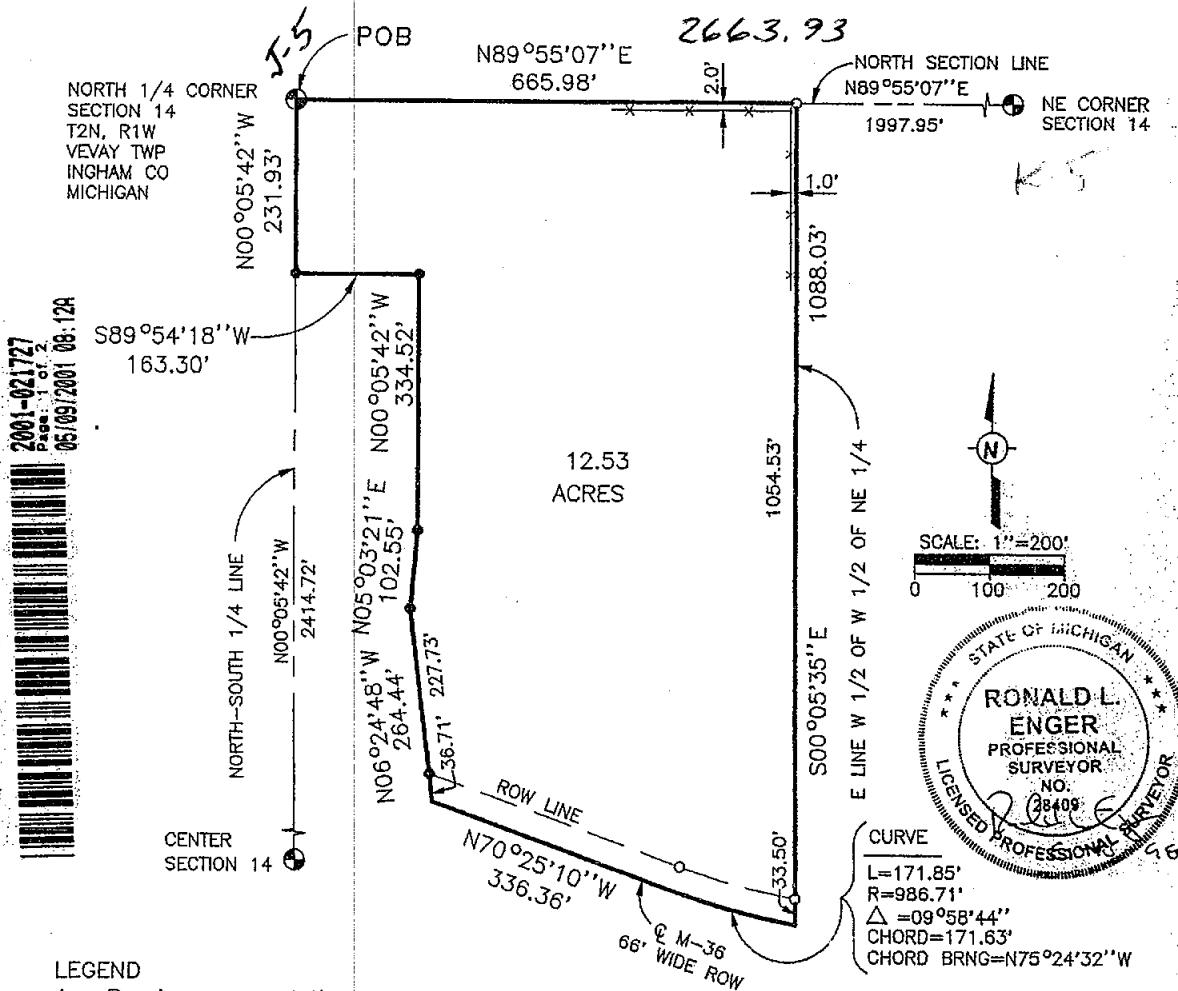 2663.93
J-5
POB
N89°55'07''E
665.98'
2.0'
NORTH SECTION LINE
N89°55'07''E
1997.95'
NE CORNER
SECTION 14
K-5
NORTH 1/4 CORNER
SECTION 14
T2N, R1W
VEVAY TWP
INGHAM CO
MICHIGAN
N00°05'42''W
231.93'
1.0'
1088.03'
S89°54'18''W
163.30'
N00°05'42''W
334.52'
2001-021727
Page: 1 of 2
05/09/2001 08:12A
12.53
ACRES
1054.53'
N
SCALE: 1''=200'
0 100 200
N05°03'21''E
102.55'
NORTH-SOUTH 1/4 LINE
N00°05'42''W
2414.72'
N06°24'48''W
264.44'
227.73'
36.71'
S00°05'35''E
E LINE W 1/2 OF W 1/2 OF NE 1/4
STATE OF MICHIGAN
RONALD L.
ENGER
PROFESSIONAL
SURVEYOR
NO.
28409
LICENSED PROFESSIONAL SURVEYOR
ROW LINE
CENTER
SECTION 14
N70°25'10''W
336.36'
33.50'
℄ M-36
66' WIDE ROW
CURVE
L=171.85'
R=986.71'
△ =09°58'44''
CHORD=171.63'
CHORD BRNG=N75°24'32''W
LEGEND